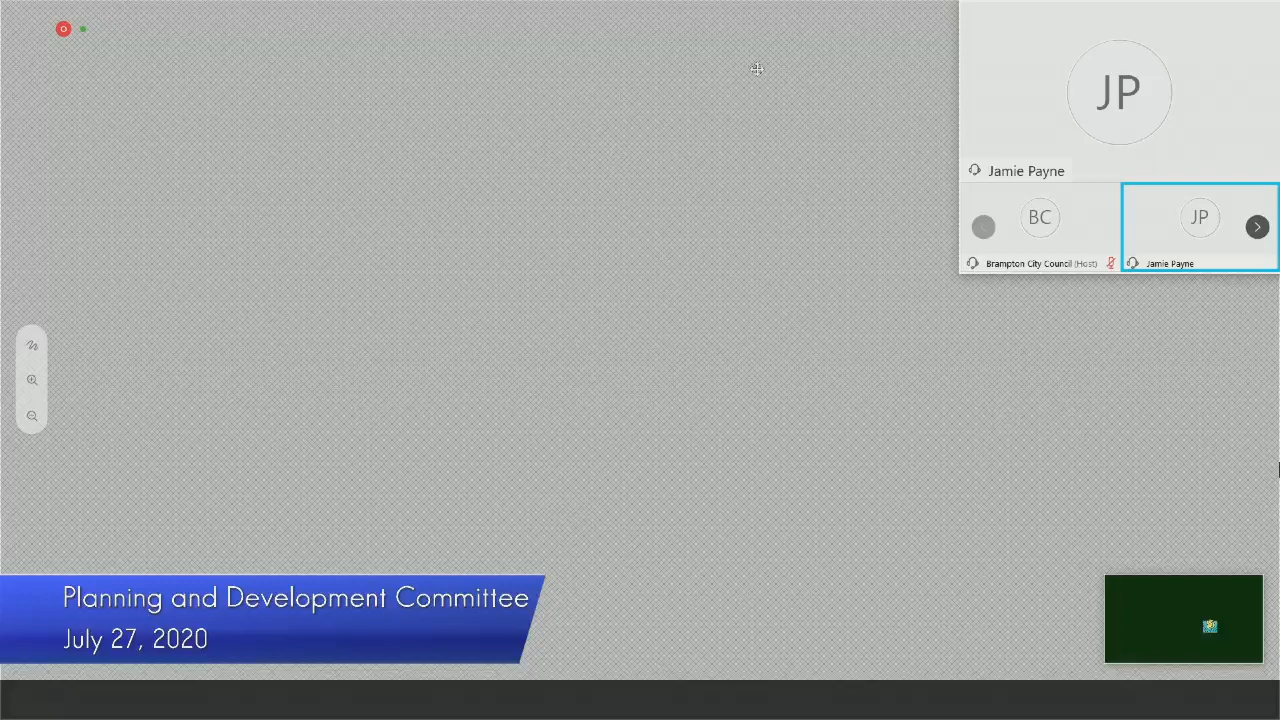 JP
Jamie Payne
BC
JP
Brampton City Council (Host)
Jamie Payne
Planning and Development Committee
July 27, 2020